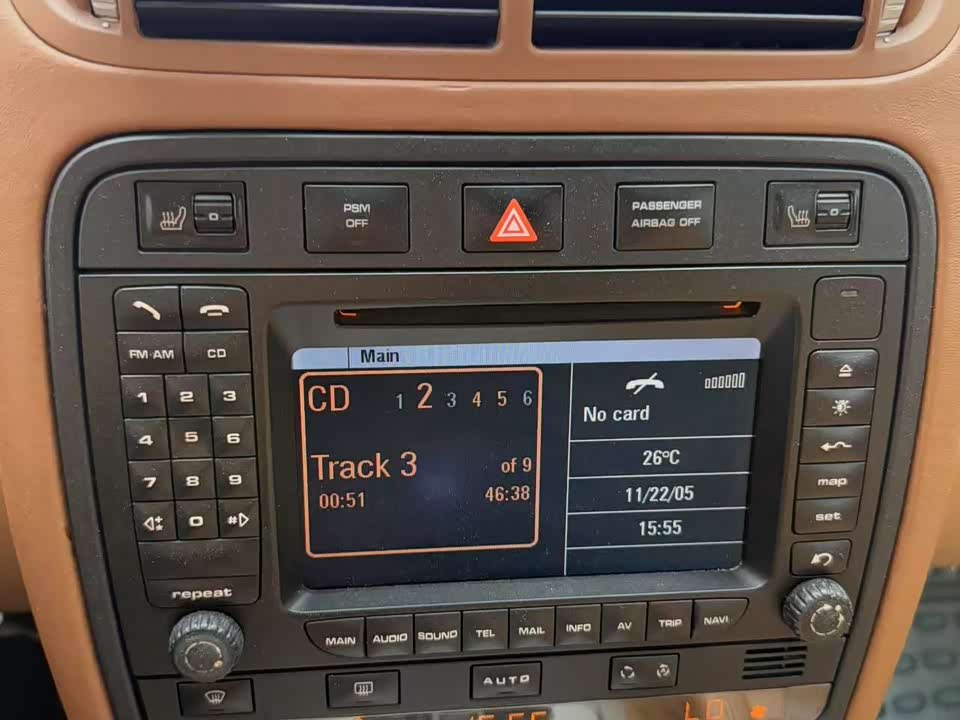 PSM
OFF
PASSENGER
AIRBAG OFF
FM·AM CD
1 2 3
4 5 6
7 8 9
* 0 #
repeat
Main
CD 1 2 3 4 5 6
Track 3 of 9
00:51 46:38
No card
26°C
11/22/05
15:55
map
set
MAIN AUDIO SOUND TEL MAIL INFO AV TRIP NAVI
AUTO
LO